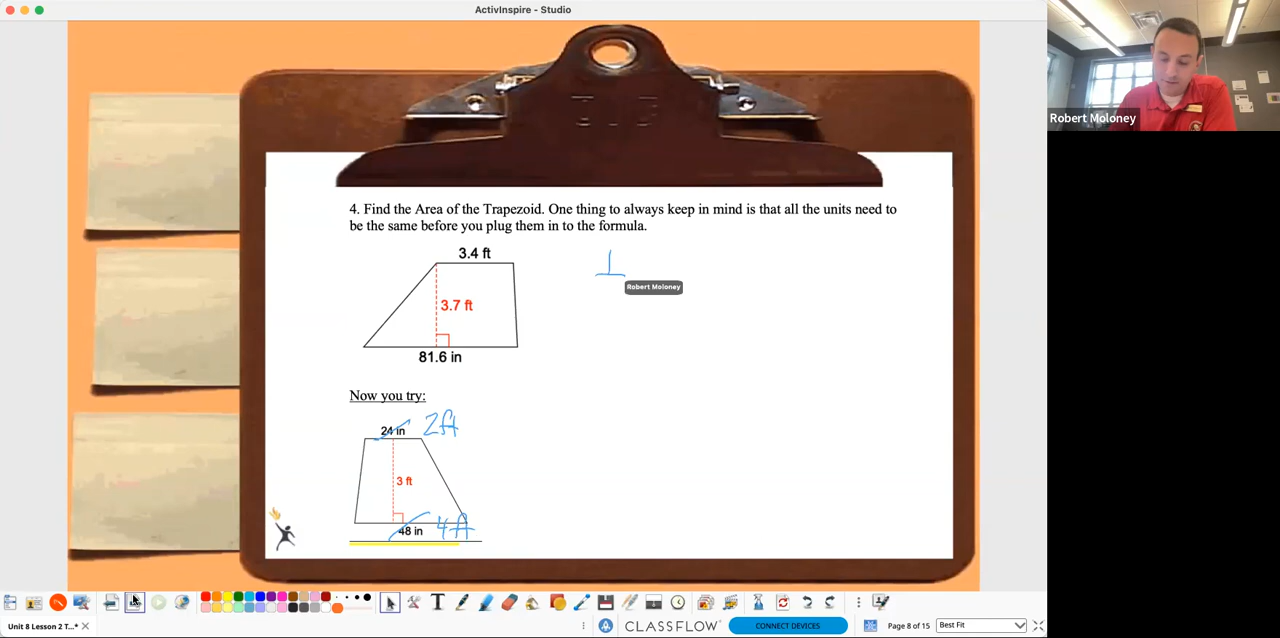 ActivInspire - Studio
Robert Moloney
4. Find the Area of the Trapezoid. One thing to always keep in mind is that all the units need to
be the same before you plug them in to the formula.
3.4 ft
3.7 ft
81.6 in
1
Robert Moloney
Now you try:
24 in 2ft
3 ft
48 in 4ft
T
CLASSFLOW
CONNECT DEVICES
Page 8 of 15
Best Fit
Unit 8 Lesson 2 T...*